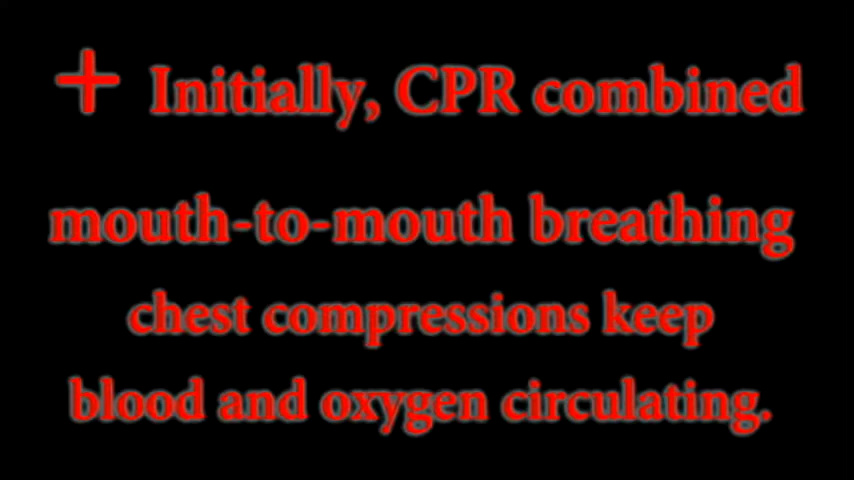 + Initially, CPR combined
mouth-to-mouth breathing
chest compressions keep
blood and oxygen circulating.